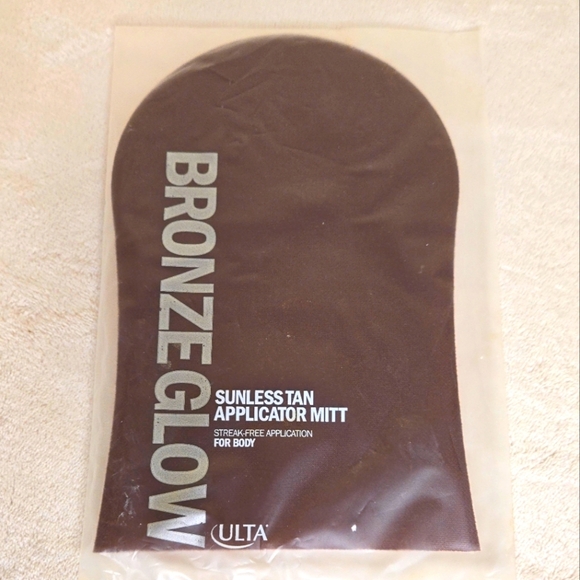 BRONZE GLOW
SUNLESS TAN
APPLICATOR MITT
STREAK-FREE APPLICATION
FOR BODY
ULTA